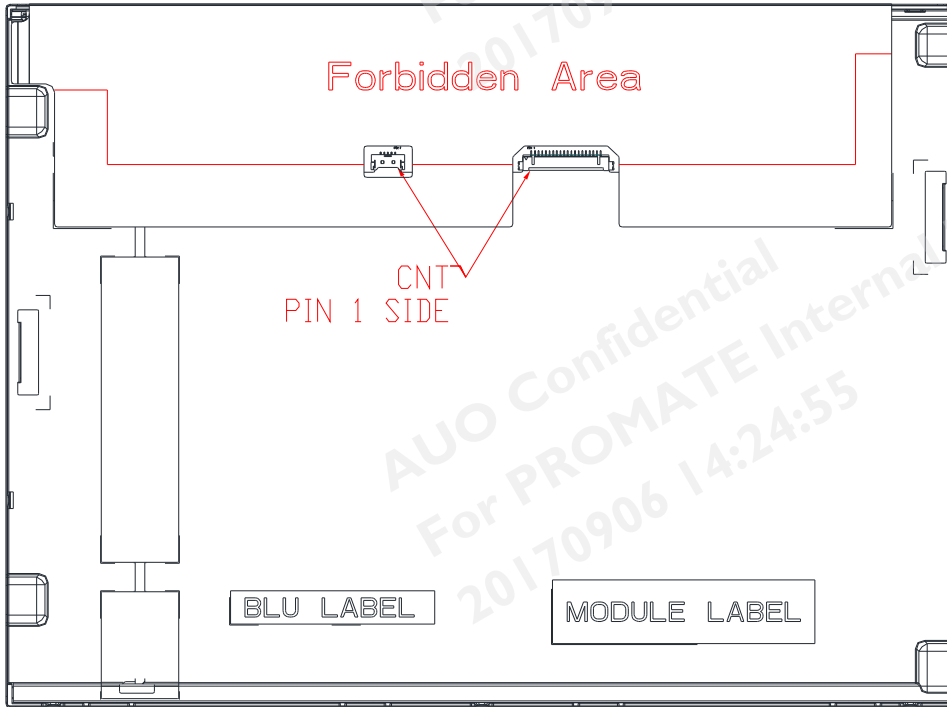 Forbidden Area
CNT
PIN 1 SIDE
AUO Confidential
For PROMATE Internal
20170906 14:24:55
BLU LABEL
MODULE LABEL